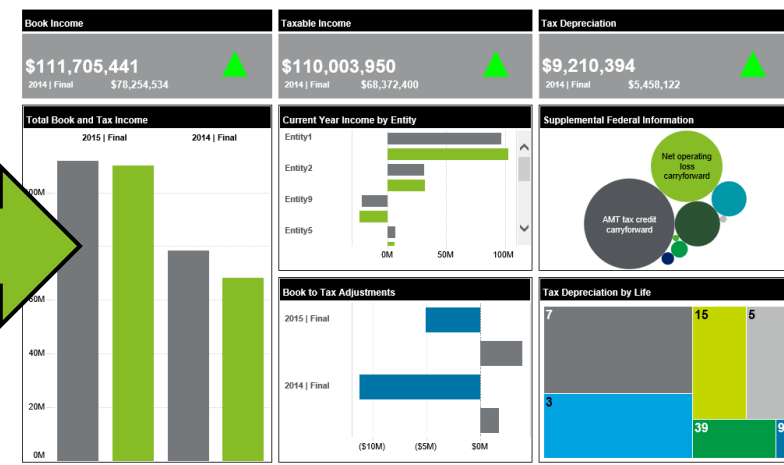 Book Income
$111,705,441
2014 | Final $78,254,534
Taxable Income
$110,003,950
2014 | Final $68,372,400
Tax Depreciation
$9,210,394
2014 | Final $5,458,122
Total Book and Tax Income
2015 | Final 2014 | Final
40M
20M
0M
Current Year Income by Entity
Entity1
Entity2
Entity9
Entity5
0M 50M 100M
Book to Tax Adjustments
2015 | Final
2014 | Final
($10M) ($5M) $0M
Supplemental Federal Information
Net operating
loss
carryforward
AMT tax credit
carryforward
Tax Depreciation by Life
7 15 5
3
39 9